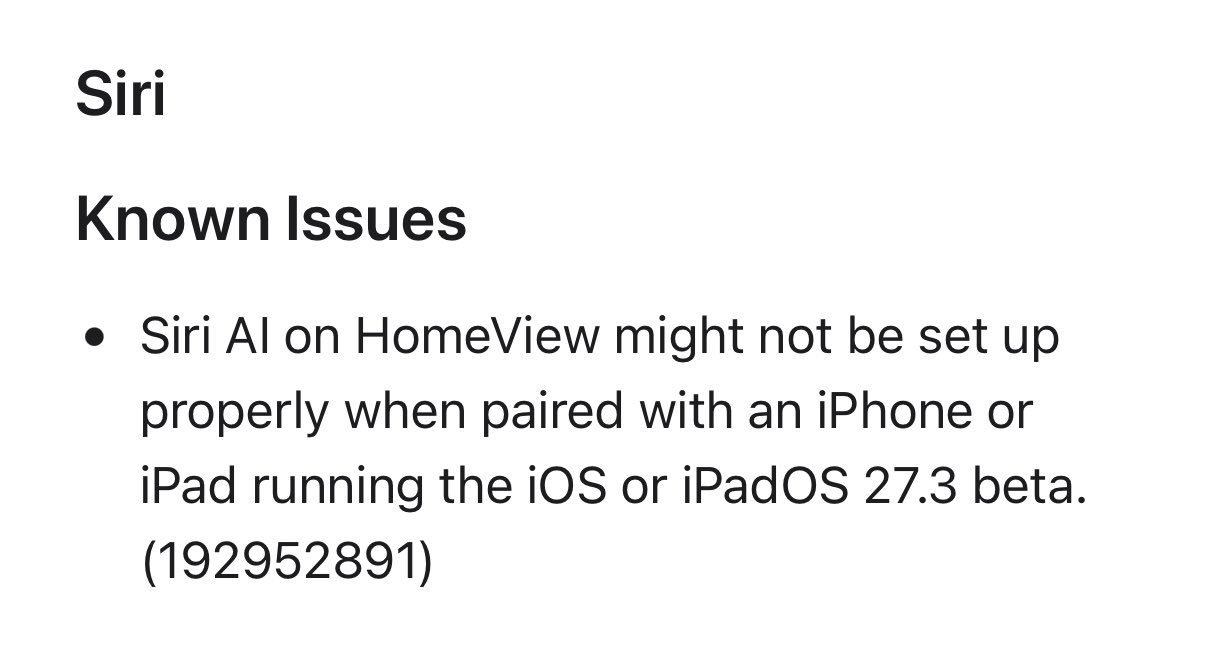 Siri
Known Issues
• Siri AI on HomeView might not be set up
properly when paired with an iPhone or
iPad running the iOS or iPadOS 27.3 beta.
(192952891)